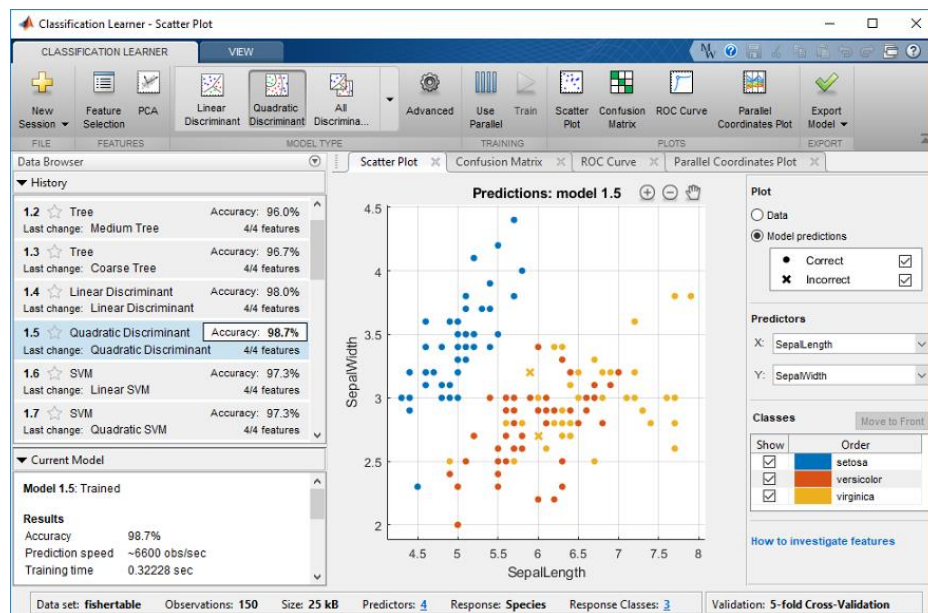 Classification Learner - Scatter Plot
CLASSIFICATION LEARNER VIEW
New Session
Feature Selection
PCA
Linear Discriminant
Quadratic Discriminant
All Discrimina...
Advanced
Use Parallel
Train
Scatter Plot
Confusion Matrix
ROC Curve
Parallel Coordinates Plot
Export Model
FILE FEATURES MODEL TYPE TRAINING PLOTS EXPORT
Data Browser
History
1.2 Tree Accuracy: 96.0%
Last change: Medium Tree 4/4 features
1.3 Tree Accuracy: 96.7%
Last change: Coarse Tree 4/4 features
1.4 Linear Discriminant Accuracy: 98.0%
Last change: Linear Discriminant 4/4 features
1.5 Quadratic Discriminant Accuracy: 98.7%
Last change: Quadratic Discriminant 4/4 features
1.6 SVM Accuracy: 97.3%
Last change: Linear SVM 4/4 features
1.7 SVM Accuracy: 97.3%
Last change: Quadratic SVM 4/4 features
Current Model
Model 1.5: Trained
Results
Accuracy 98.7%
Prediction speed ~6600 obs/sec
Training time 0.32228 sec
Scatter Plot Confusion Matrix ROC Curve Parallel Coordinates Plot
Predictions: model 1.5
4.5
4
3.5
3
2.5
2
SepalWidth
4.5 5 5.5 6 6.5 7 7.5 8
SepalLength
Plot
Data
Model predictions
Correct
Incorrect
Predictors
X: SepalLength
Y: SepalWidth
Classes Move to Front
Show Order
setosa
versicolor
virginica
How to investigate features
Data set: fishertable Observations: 150 Size: 25 kB Predictors: 4 Response: Species Response Classes: 3 Validation: 5-fold Cross-Validation